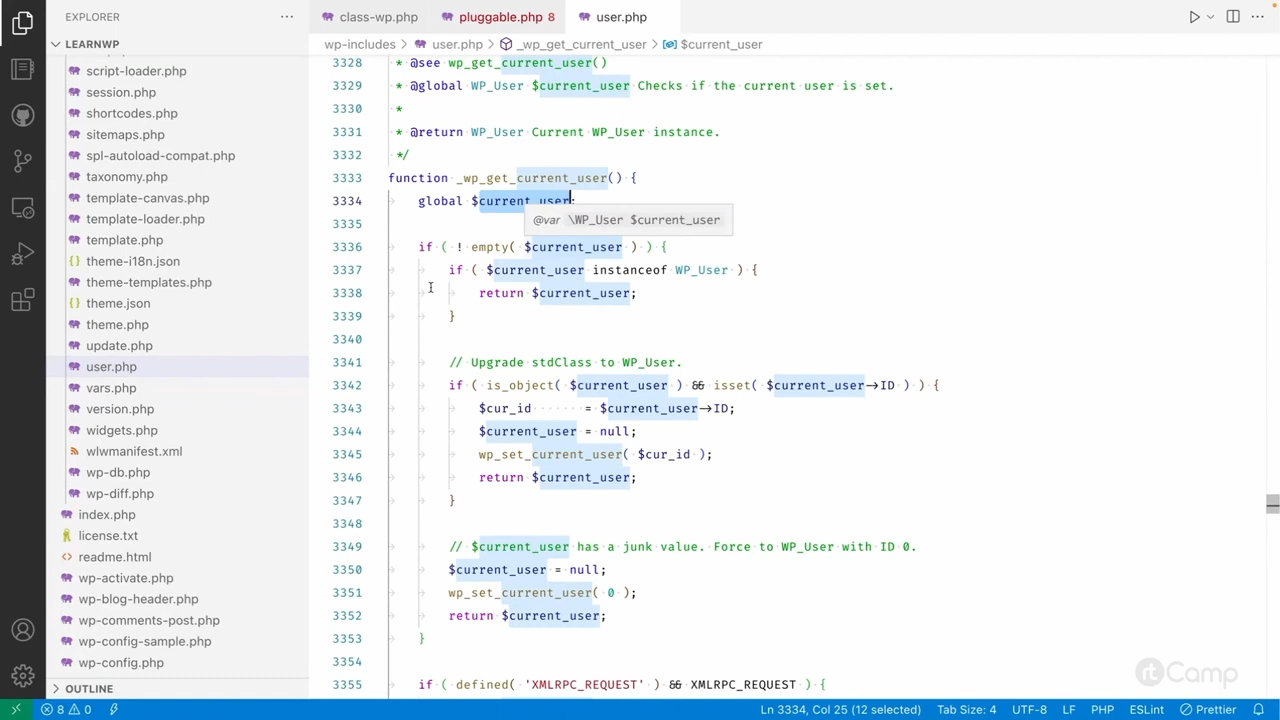 EXPLORER
LEARNWP
script-loader.php
session.php
shortcodes.php
sitemaps.php
spl-autoload-compat.php
taxonomy.php
template-canvas.php
template-loader.php
template.php
{} theme-i18n.json
theme-templates.php
{} theme.json
theme.php
update.php
user.php
vars.php
version.php
widgets.php
wlwmanifest.xml
wp-db.php
wp-diff.php
index.php
license.txt
<> readme.html
wp-activate.php
wp-blog-header.php
wp-comments-post.php
wp-config-sample.php
wp-config.php
OUTLINE
class-wp.php
pluggable.php 8
user.php
wp-includes > user.php > _wp_get_current_user > $current_user
3328 * @see wp_get_current_user()
3329 * @global WP_User $current_user Checks if the current user is set.
3330 *
3331 * @return WP_User Current WP_User instance.
3332 */
3333 function _wp_get_current_user() {
3334 global $current_user;
@var \WP_User $current_user
3335
3336 if ( ! empty( $current_user ) ) {
3337 if ( $current_user instanceof WP_User ) {
3338 return $current_user;
3339 }
3340
3341 // Upgrade stdClass to WP_User.
3342 if ( is_object( $current_user ) && isset( $current_user->ID ) ) {
3343 $cur_id = $current_user->ID;
3344 $current_user = null;
3345 wp_set_current_user( $cur_id );
3346 return $current_user;
3347 }
3348
3349 // $current_user has a junk value. Force to WP_User with ID 0.
3350 $current_user = null;
3351 wp_set_current_user( 0 );
3352 return $current_user;
3353 }
3354
3355 if ( defined( 'XMLRPC_REQUEST' ) && XMLRPC_REQUEST ) {
rtCamp
8 0
Ln 3334, Col 25 (12 selected) Tab Size: 4 UTF-8 LF PHP ESLint Prettier